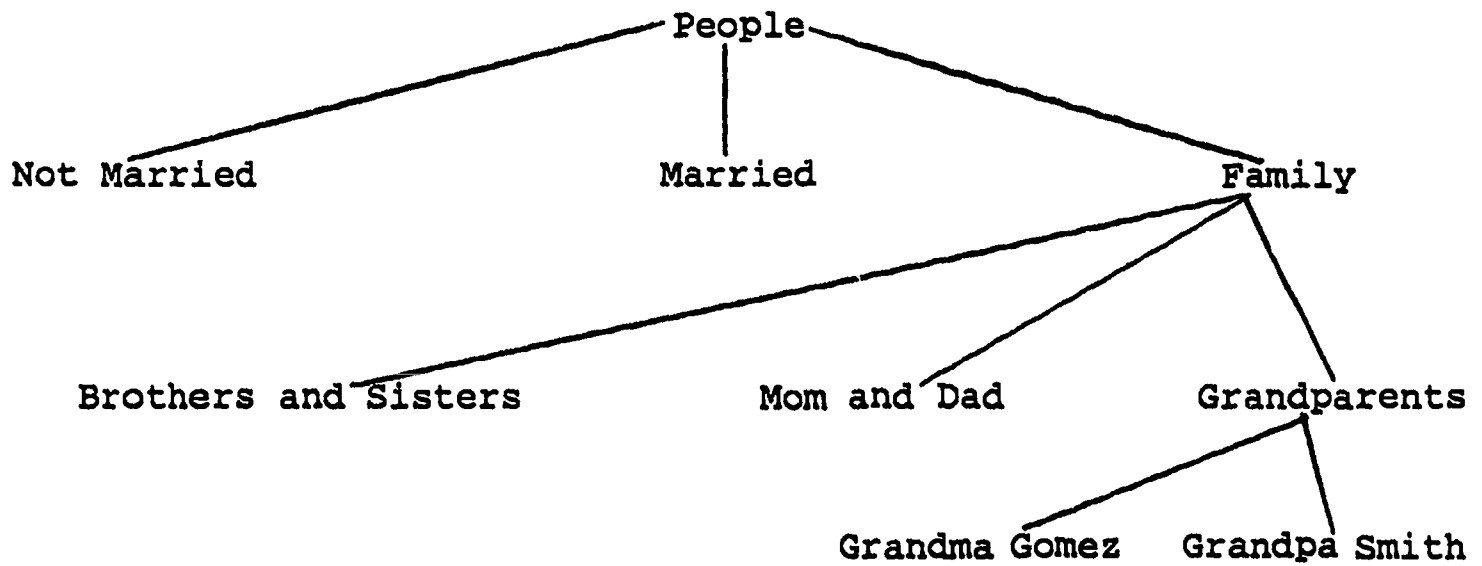 People
Not Married Married Family
Brothers and Sisters Mom and Dad Grandparents
Grandma Gomez Grandpa Smith